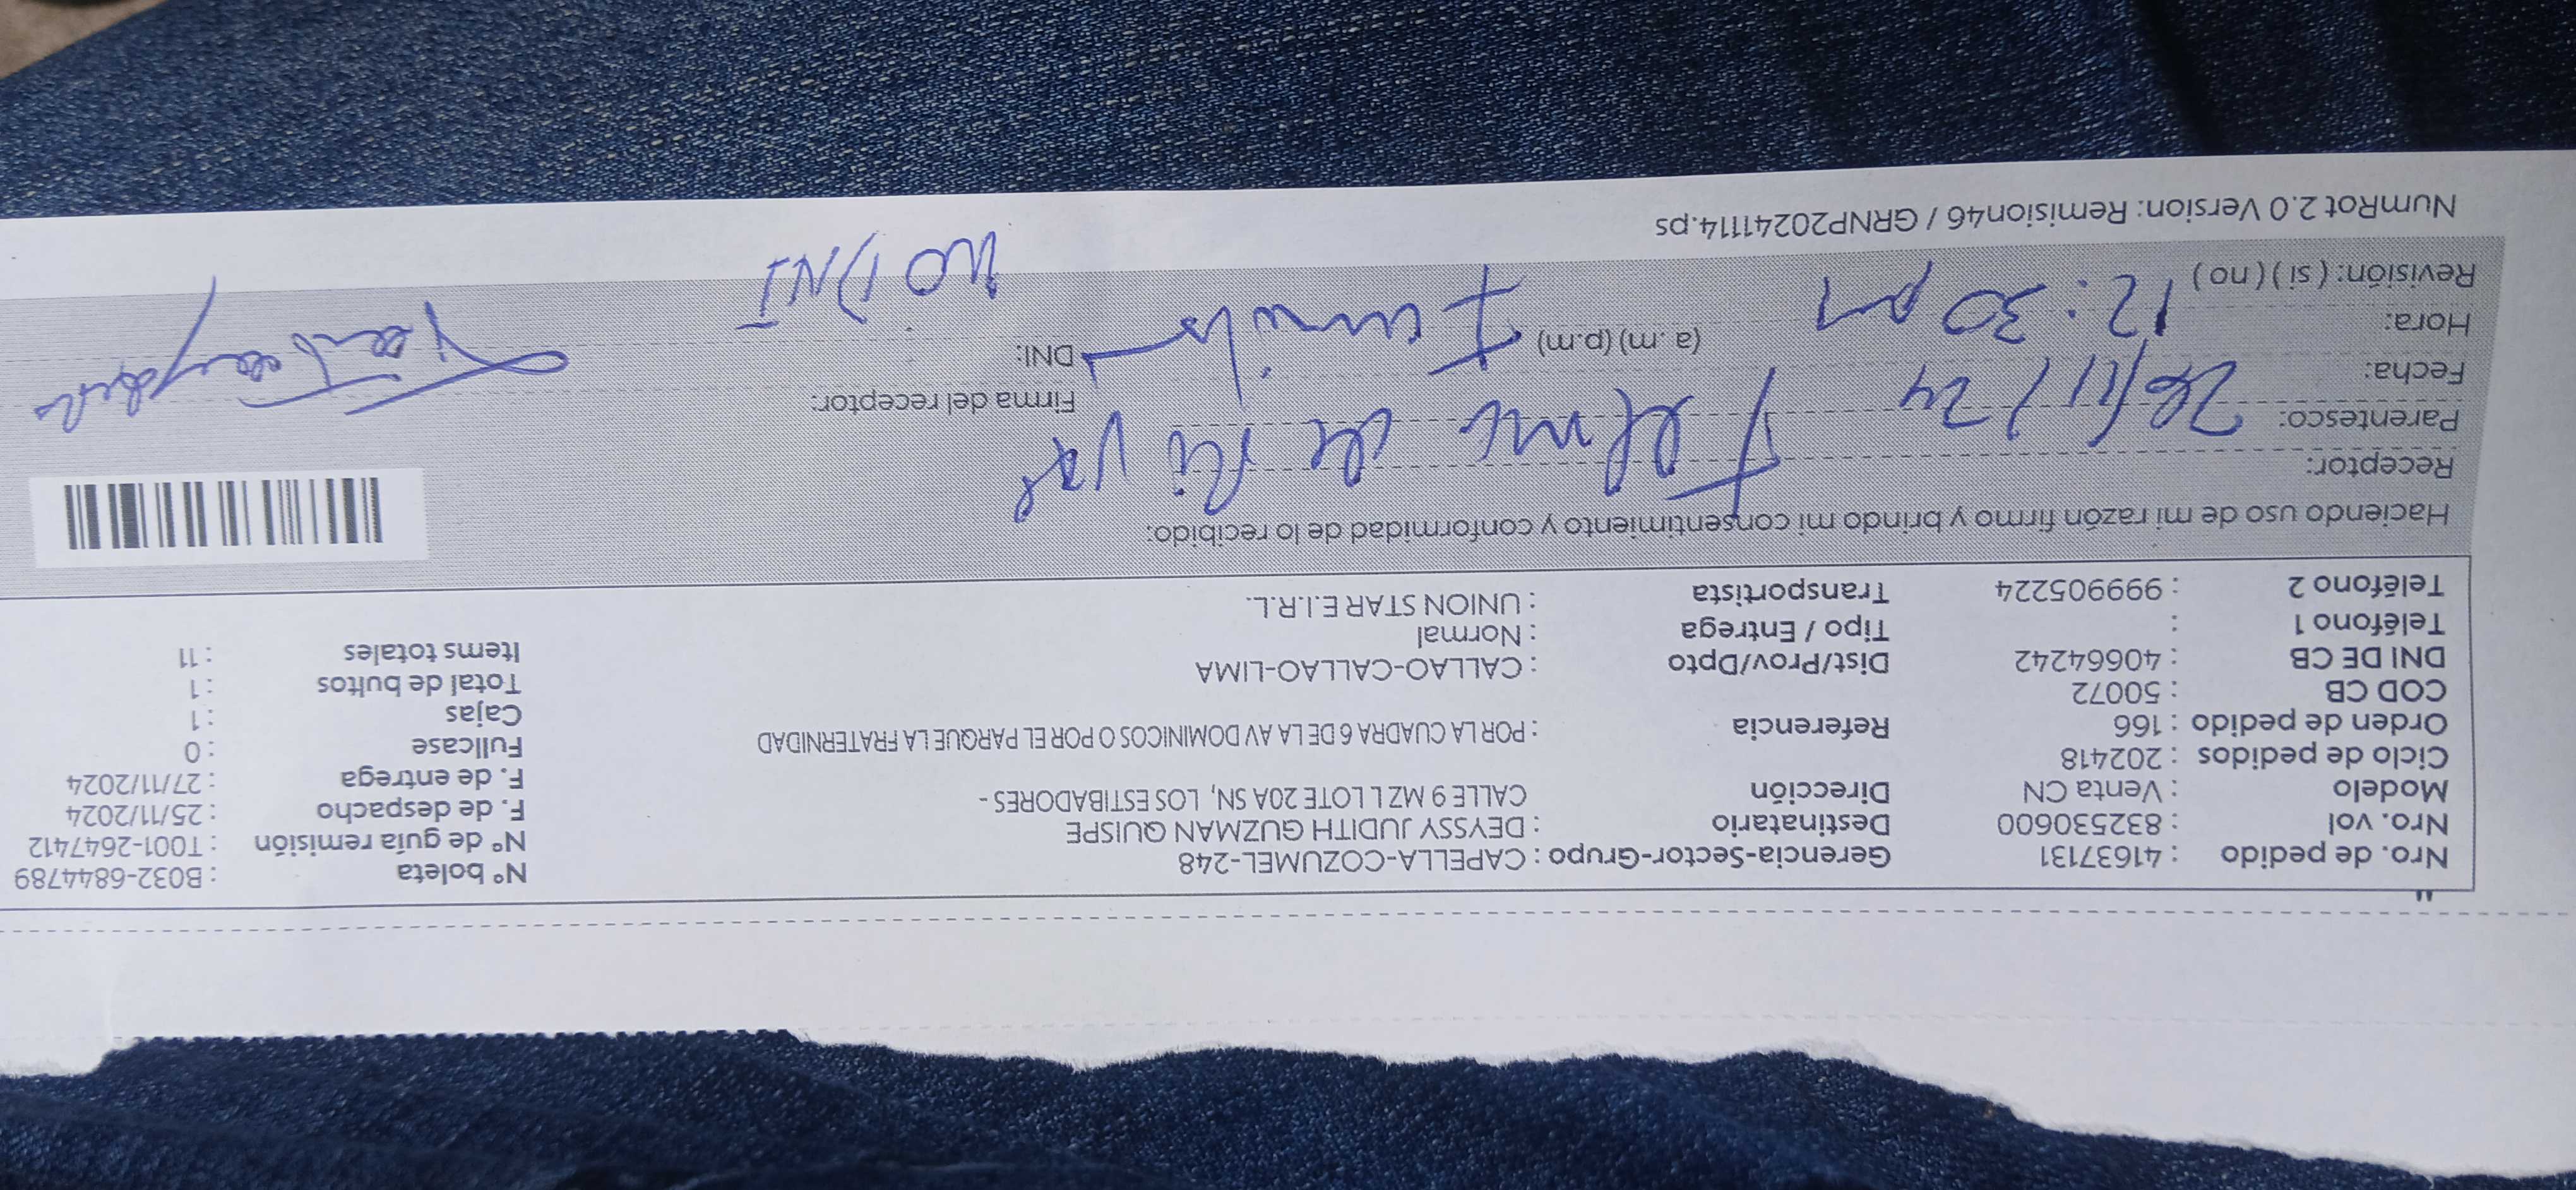 Nro. de pedido : 41637131 Gerencia-Sector-Grupo : CAPELLA-COZUMEL-248 N° boleta : B032-6844789
Nro. vol : 832530600 Destinatario : DEYSSY JUDITH GUZMAN QUISPE N° de guía remisión : T001-2647412
Modelo : Venta CN Dirección CALLE 9 MZ L LOTE 20A SN, LOS ESTIBADORES - F. de despacho : 25/11/2024
Ciclo de pedidos : 202418 F. de entrega : 27/11/2024
Orden de pedido : 166 Referencia : POR LA CUADRA 6 DE LA AV DOMINICOS O POR EL PARQUE LA FRATERNIDAD Fullcase : 0
COD CB : 50072 Cajas : 1
DNI DE CB : 40664242 Dist/Prov/Dpto : CALLAO-CALLAO-LIMA Total de bultos : 1
Teléfono 1 : Tipo / Entrega : Normal Items totales : 11
Teléfono 2 : 999905224 Transportista : UNION STAR E.I.R.L.
Haciendo uso de mi razón firmo y brindo mi consentimiento y conformidad de lo recibido:
Receptor:
Parentesco: Firma del receptor:
Fecha: 26/11/24
Hora: 12:30 pm (a. m) (p.m) DNI:
Revisión: ( si ) ( no ) NO DNI
NumRot 2.0 Version: Remision46 / GRNP20241114.ps